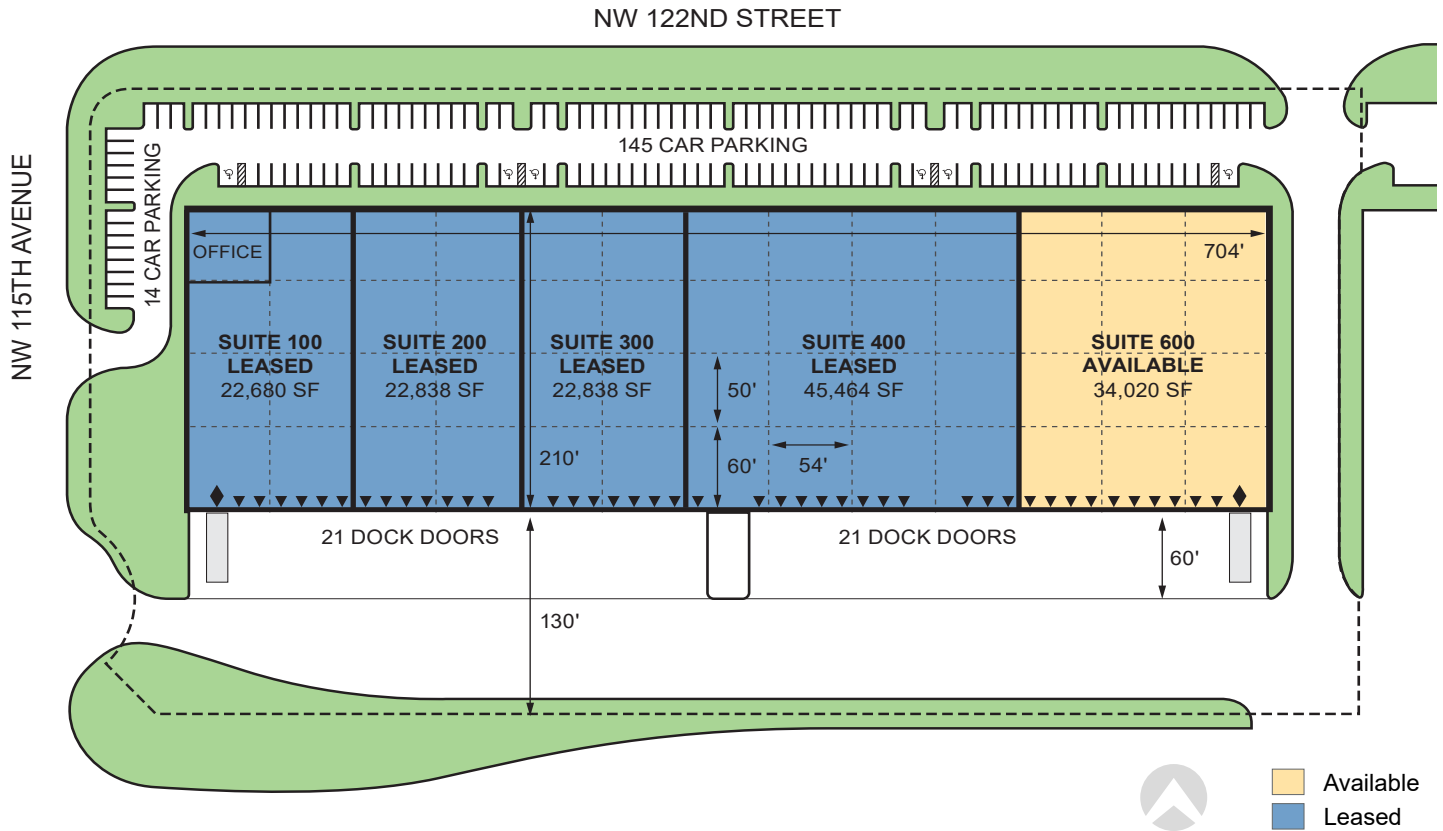 NW 122ND STREET
145 CAR PARKING
14 CAR PARKING
NW 115TH AVENUE
OFFICE
704'
SUITE 100
LEASED
22,680 SF
SUITE 200
LEASED
22,838 SF
SUITE 300
LEASED
22,838 SF
SUITE 400
LEASED
45,464 SF
SUITE 600
AVAILABLE
34,020 SF
50'
60'
54'
210'
21 DOCK DOORS
21 DOCK DOORS
60'
130'
Available
Leased